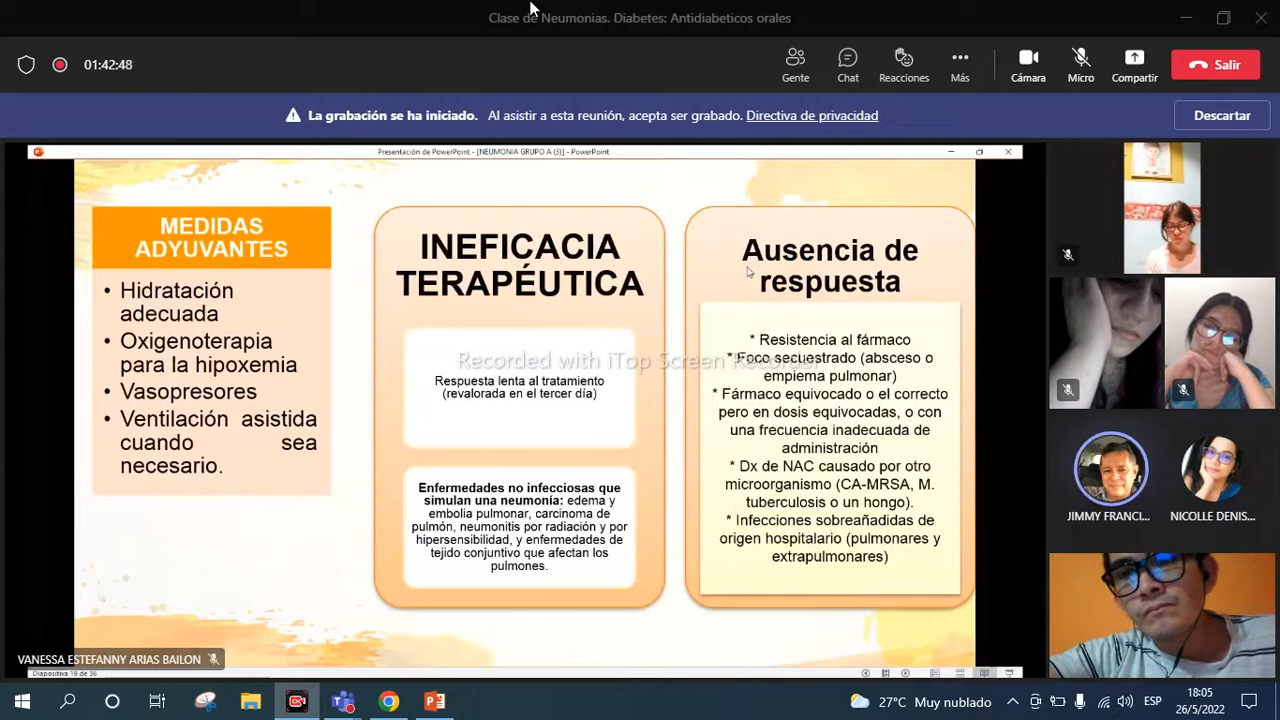 Clase de Neumonias. Diabetes: Antidiabeticos orales
01:42:48
Gente
Chat
Reacciones
Más
Cámara
Micro
Compartir
Salir
La grabación se ha iniciado. Al asistir a esta reunión, acepta ser grabado. Directiva de privacidad
Descartar
Presentación de PowerPoint - [NEUMONIA GRUPO A (3)] - PowerPoint
MEDIDAS
ADYUVANTES
• Hidratación
adecuada
• Oxigenoterapia
para la hipoxemia
• Vasopresores
• Ventilación asistida
cuando sea
necesario.
INEFICACIA
TERAPÉUTICA
Respuesta lenta al tratamiento
(revalorada en el tercer día)
Enfermedades no infecciosas que
simulan una neumonía: edema y
embolia pulmonar, carcinoma de
pulmón, neumonitis por radiación y por
hipersensibilidad, y enfermedades de
tejido conjuntivo que afectan los
pulmones.
Ausencia de
respuesta
* Resistencia al fármaco
* Foco secuestrado (absceso o
empiema pulmonar)
* Fármaco equivocado o el correcto
pero en dosis equivocadas, o con
una frecuencia inadecuada de
administración
* Dx de NAC causado por otro
microorganismo (CA-MRSA, M.
tuberculosis o un hongo).
* Infecciones sobreañadidas de
origen hospitalario (pulmonares y
extrapulmonares)
Recorded with iTop Screen Recorder
JIMMY FRANCI...
NICOLLE DENIS...
VANESSA ESTEFANNY ARIAS BAILON
Diapositiva 19 de 36
27°C Muy nublado
ESP
18:05
26/5/2022